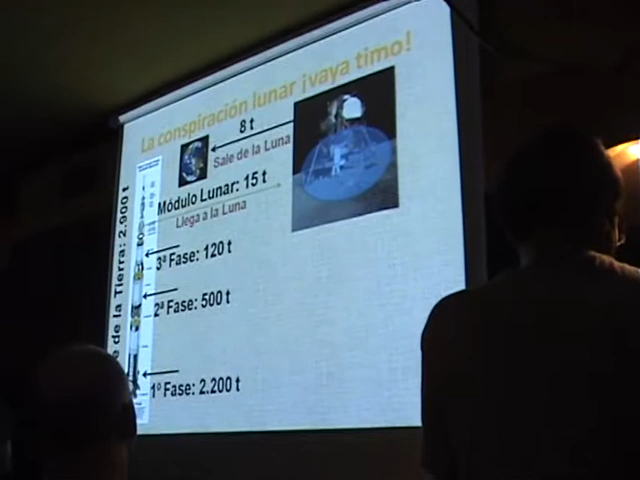 La conspiración lunar ¡vaya timo!
8 t
Sale de la Luna
Módulo Lunar: 15 t
Llega a la Luna
3ª Fase: 120 t
2ª Fase: 500 t
1º Fase: 2.200 t
de la Tierra: 2.900 t